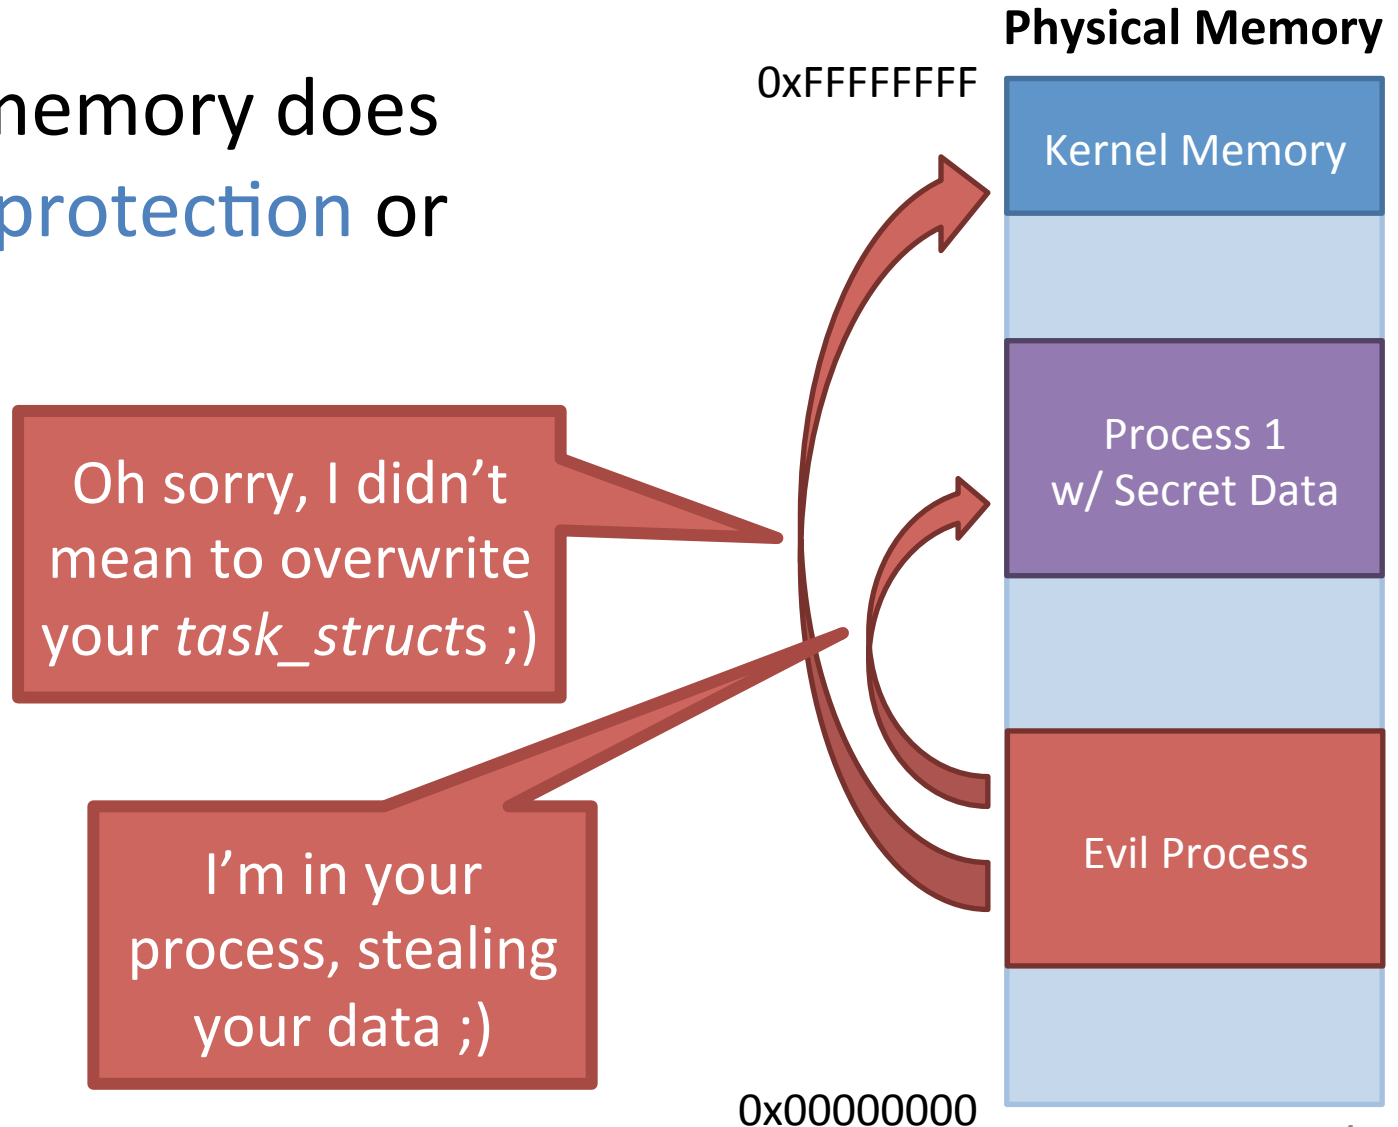 Physical Memory
0xFFFFFFFF
memory does
protection or
Kernel Memory
Process 1
w/ Secret Data
Oh sorry, I didn’t
mean to overwrite
your task_structs ;)
I’m in your
process, stealing
your data ;)
Evil Process
0x00000000